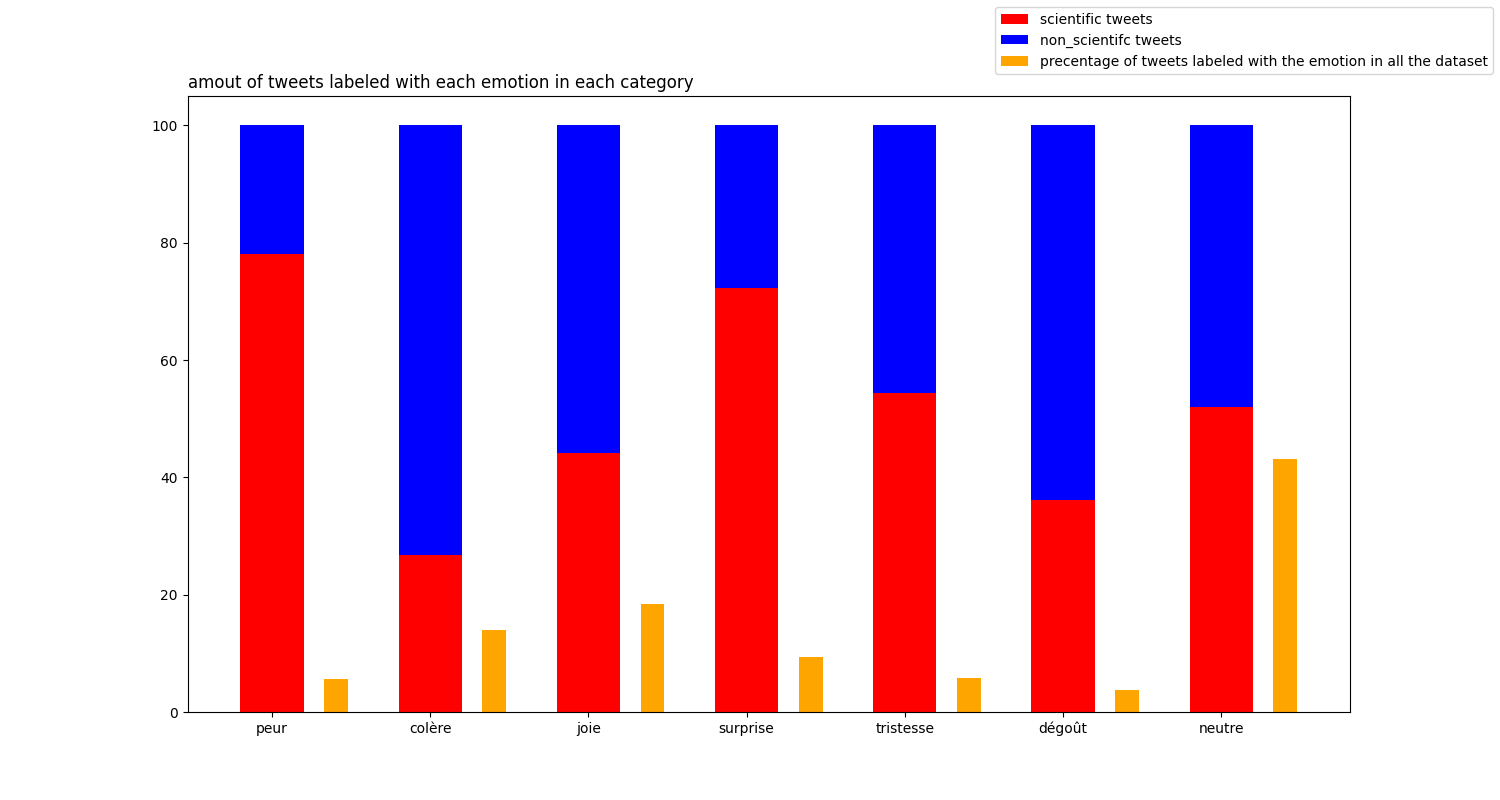 scientific tweets
non_scientifc tweets
precentage of tweets labeled with the emotion in all the dataset
amout of tweets labeled with each emotion in each category
100
80
60
40
20
0
peur colère joie surprise tristesse dégoût neutre